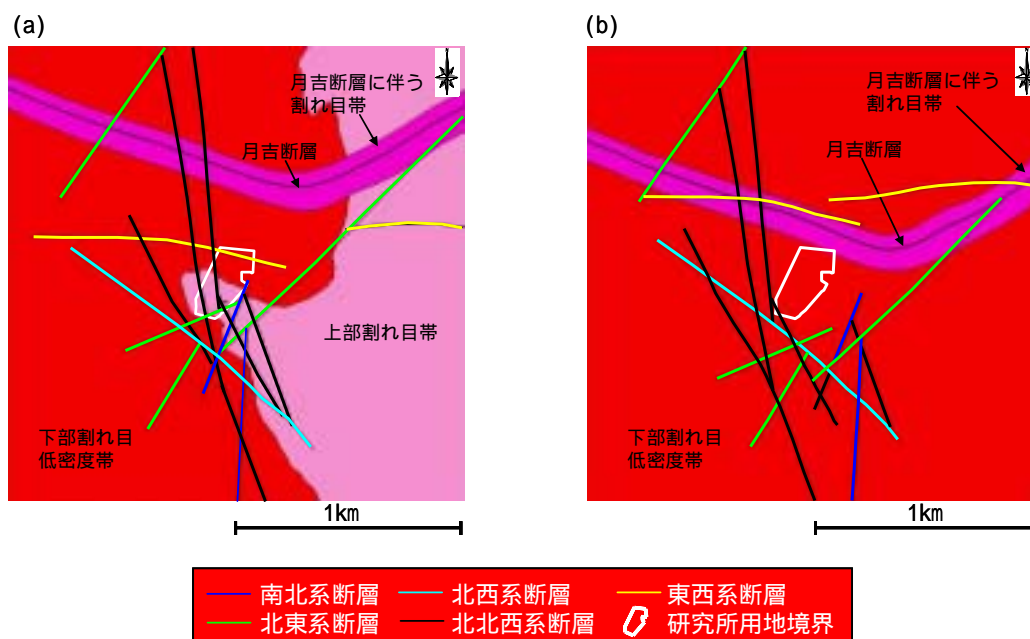 (a)
月吉断層に伴う
割れ目帯
月吉断層
上部割れ目帯
下部割れ目
低密度帯
1km
(b)
月吉断層に伴う
割れ目帯
月吉断層
下部割れ目
低密度帯
1km
南北系断層
北西系断層
東西系断層
北東系断層
北北西系断層
研究所用地境界